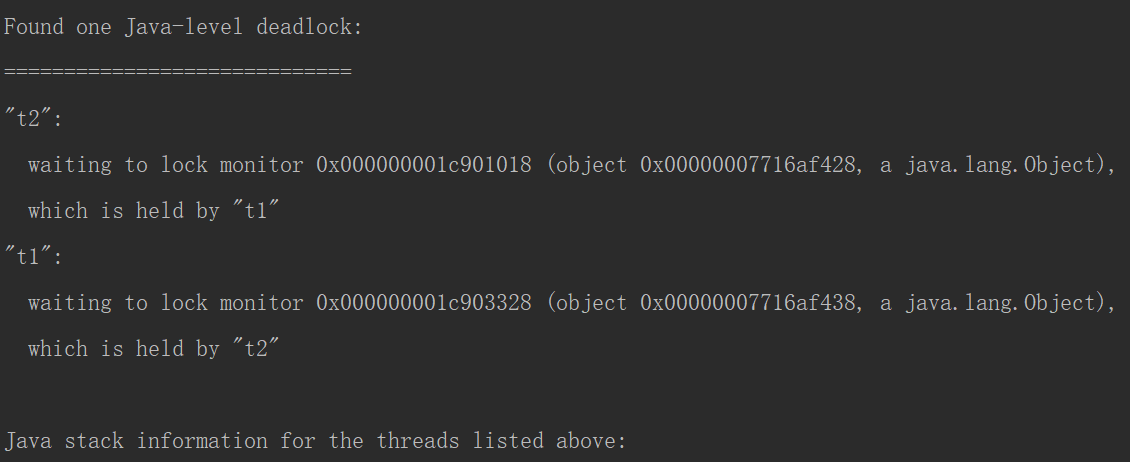 Found one Java-level deadlock:
=============================
"t2":
  waiting to lock monitor 0x000000001c901018 (object 0x00000007716af428, a java.lang.Object),
  which is held by "t1"
"t1":
  waiting to lock monitor 0x000000001c903328 (object 0x00000007716af438, a java.lang.Object),
  which is held by "t2"
Java stack information for the threads listed above: